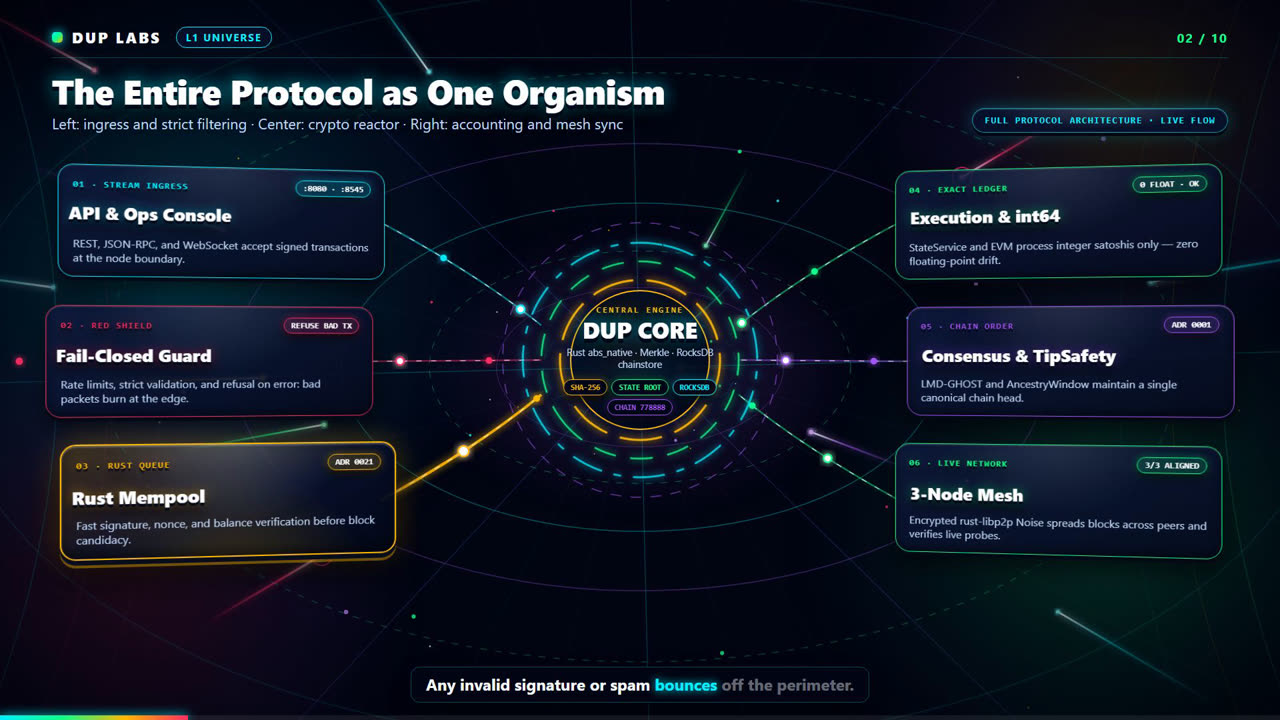 DUP LABS
L1 UNIVERSE
02 / 10
The Entire Protocol as One Organism
Left: ingress and strict filtering · Center: crypto reactor · Right: accounting and mesh sync
FULL PROTOCOL ARCHITECTURE · LIVE FLOW
01 · STREAM INGRESS
:8080 · :8545
API & Ops Console
REST, JSON-RPC, and WebSocket accept signed transactions
at the node boundary.
02 · RED SHIELD
REFUSE BAD TX
Fail-Closed Guard
Rate limits, strict validation, and refusal on error: bad
packets burn at the edge.
03 · RUST QUEUE
ADR 0021
Rust Mempool
Fast signature, nonce, and balance verification before block
candidacy.
CENTRAL ENGINE
DUP CORE
Rust abs_native · Merkle · RocksDB
chainstore
SHA-256
STATE ROOT
ROCKSDB
CHAIN 778888
04 · EXACT LEDGER
0 FLOAT · OK
Execution & int64
StateService and EVM process integer satoshis only — zero
floating-point drift.
05 · CHAIN ORDER
ADR 0001
Consensus & TipSafety
LMD-GHOST and AncestryWindow maintain a single
canonical chain head.
06 · LIVE NETWORK
3/3 ALIGNED
3-Node Mesh
Encrypted rust-libp2p Noise spreads blocks across peers and
verifies live probes.
Any invalid signature or spam bounces off the perimeter.